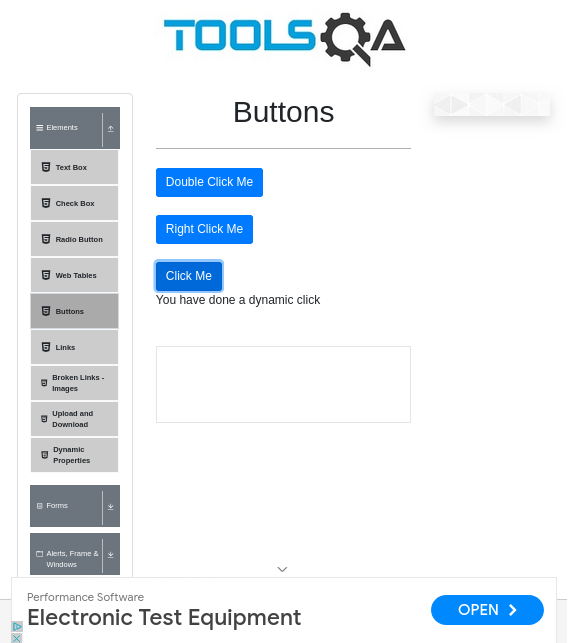 TOOLSQA
Elements
Text Box
Check Box
Radio Button
Web Tables
Buttons
Links
Broken Links -
Images
Upload and
Download
Dynamic
Properties
Forms
Alerts, Frame &
Windows
Buttons
Double Click Me
Right Click Me
Click Me
You have done a dynamic click
Performance Software
Electronic Test Equipment
OPEN